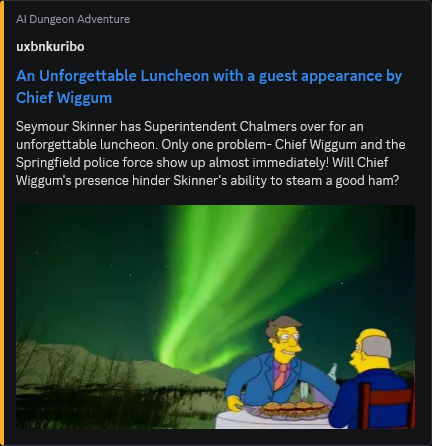 AI Dungeon Adventure
uxbnkuribo
An Unforgettable Luncheon with a guest appearance by
Chief Wiggum
Seymour Skinner has Superintendent Chalmers over for an
unforgettable luncheon. Only one problem- Chief Wiggum and the
Springfield police force show up almost immediately! Will Chief
Wiggum's presence hinder Skinner's ability to steam a good ham?